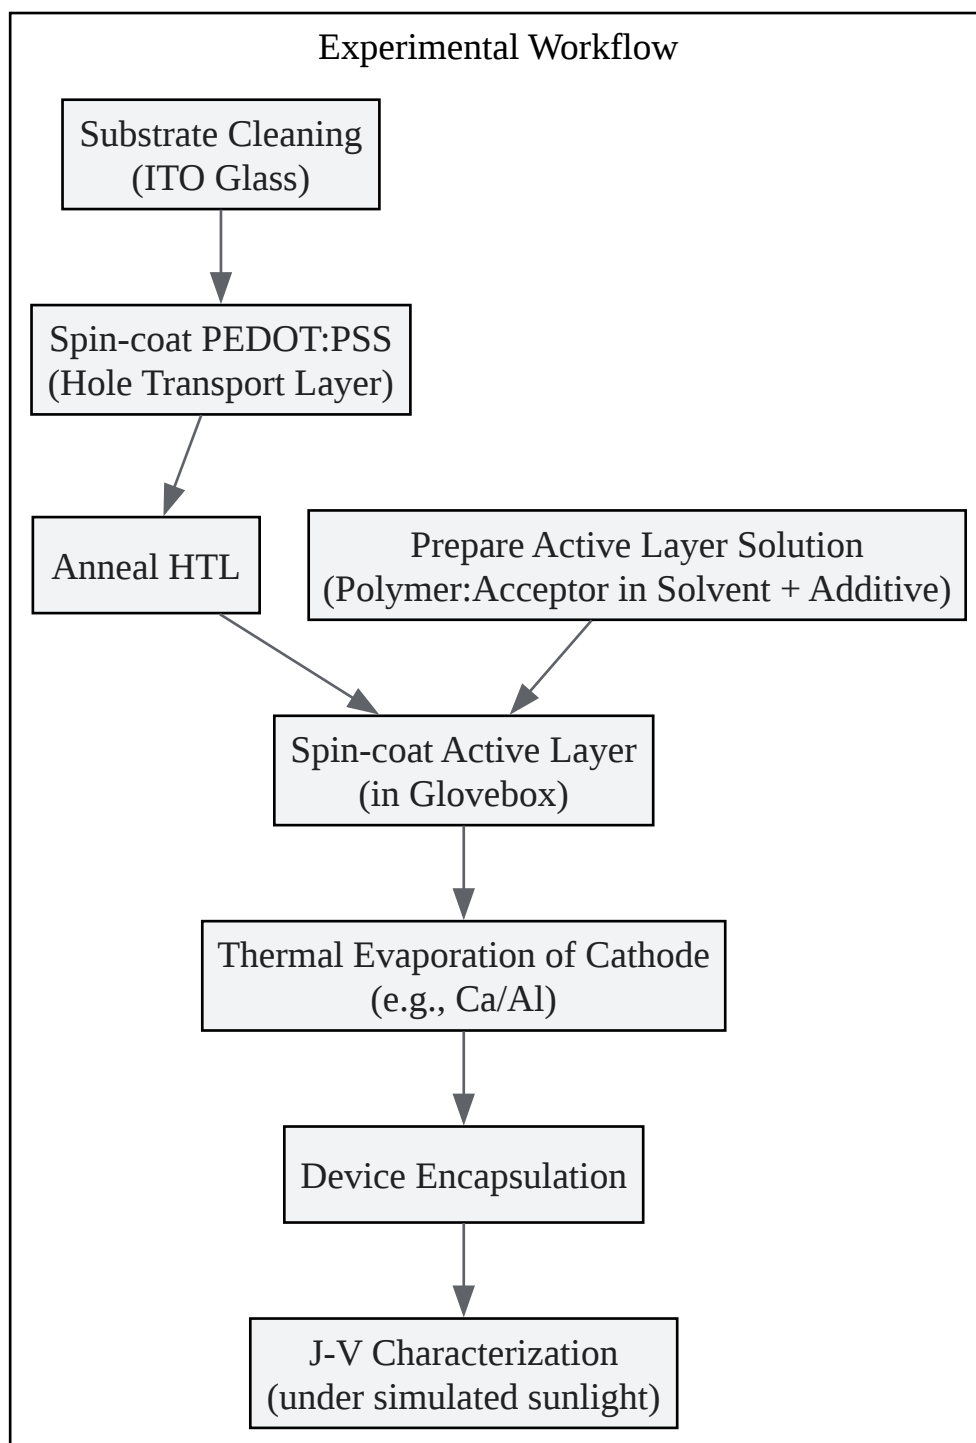 Experimental Workflow
Substrate Cleaning
(ITO Glass)
Spin-coat PEDOT:PSS
(Hole Transport Layer)
Anneal HTL
Prepare Active Layer Solution
(Polymer:Acceptor in Solvent + Additive)
Spin-coat Active Layer
(in Glovebox)
Thermal Evaporation of Cathode
(e.g., Ca/Al)
Device Encapsulation
J-V Characterization
(under simulated sunlight)